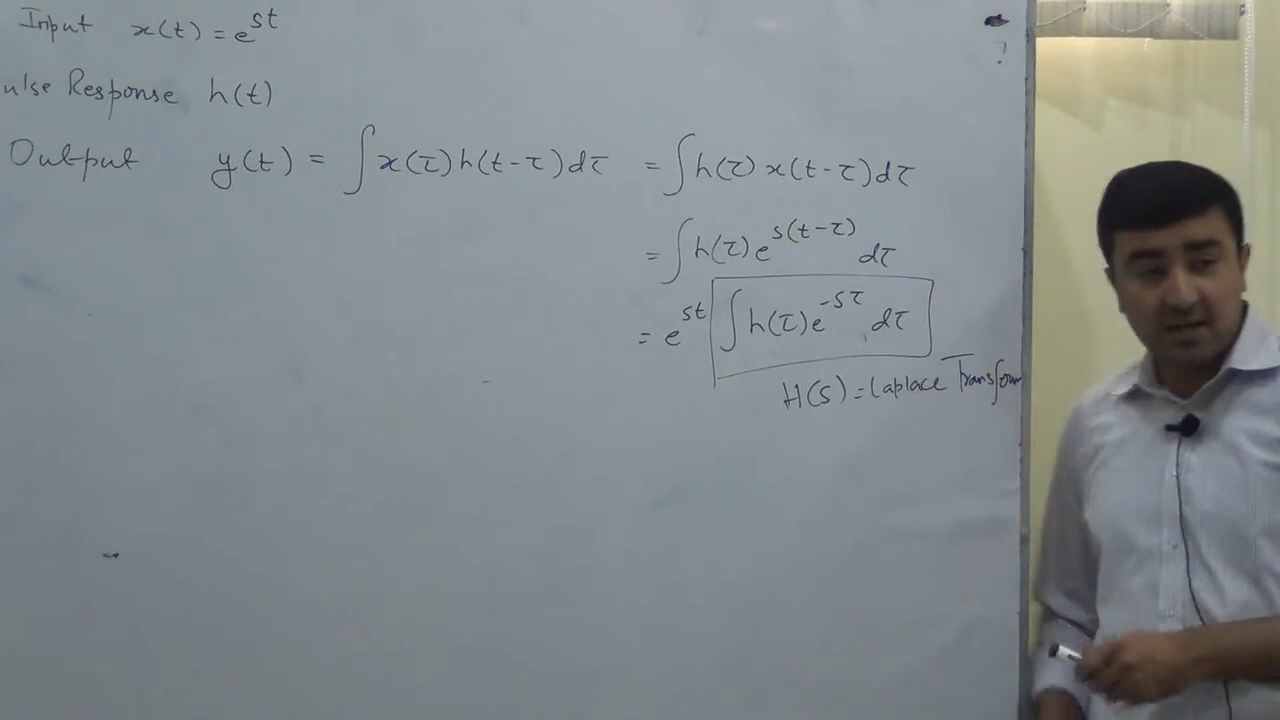 Input x(t) = e^{st}
ulse Response h(t)
Output y(t) = ∫x(τ)h(t-τ)dτ = ∫h(τ)x(t-τ)dτ
= ∫h(τ)e^{s(t-τ)} dτ
= e^{st} ∫h(τ)e^{-sτ} dτ
H(s) = Laplace Transform
?